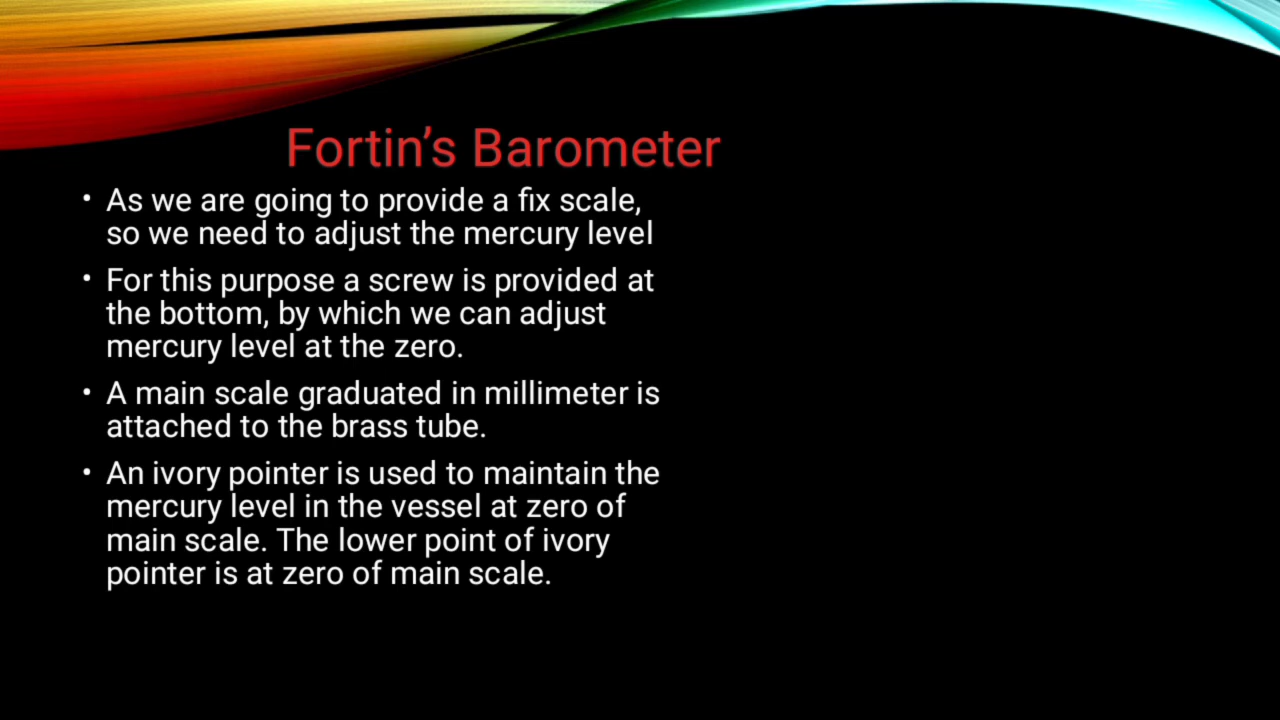 Fortin’s Barometer
• As we are going to provide a fix scale,
so we need to adjust the mercury level
• For this purpose a screw is provided at
the bottom, by which we can adjust
mercury level at the zero.
• A main scale graduated in millimeter is
attached to the brass tube.
• An ivory pointer is used to maintain the
mercury level in the vessel at zero of
main scale. The lower point of ivory
pointer is at zero of main scale.